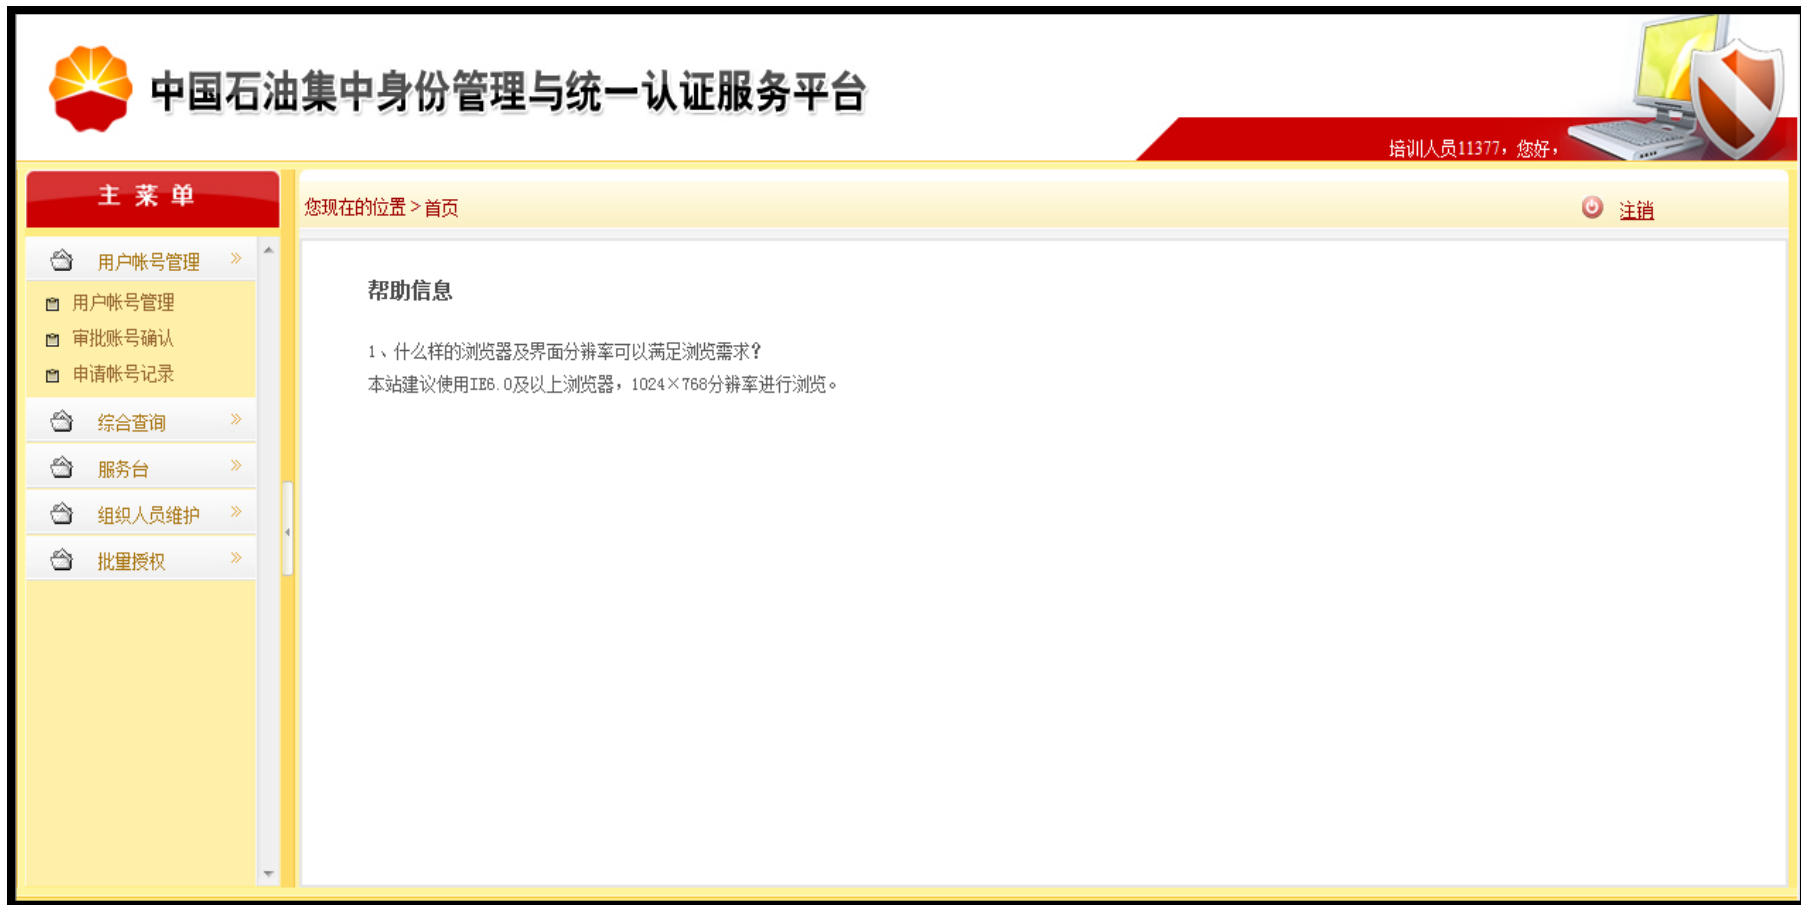 中国石油集中身份管理与统一认证服务平台
培训人员11377，您好，
主菜单
您现在的位置 > 首页
注销
用户帐号管理
用户帐号管理
审批账号确认
申请帐号记录
综合查询
服务台
组织人员维护
批量授权
帮助信息
1、什么样的浏览器及界面分辨率可以满足浏览需求？
本站建议使用IE6.0及以上浏览器，1024×768分辨率进行浏览。